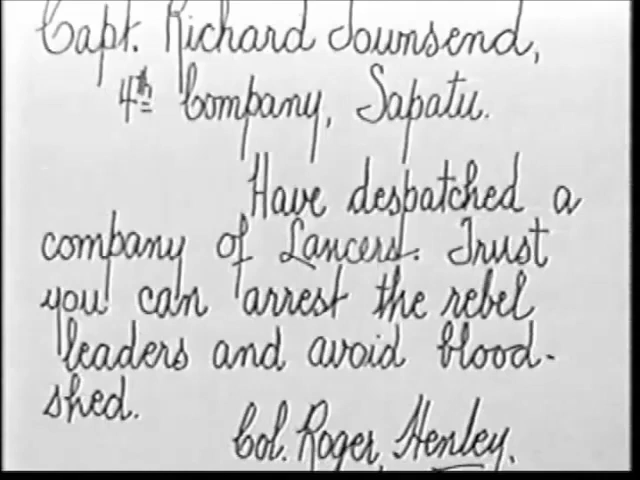 Capt. Richard Townsend,
4th Company, Sapatu.
Have despatched a
company of Lancers. Trust
you can arrest the rebel
leaders and avoid blood-
shed.
Col. Roger Henley.